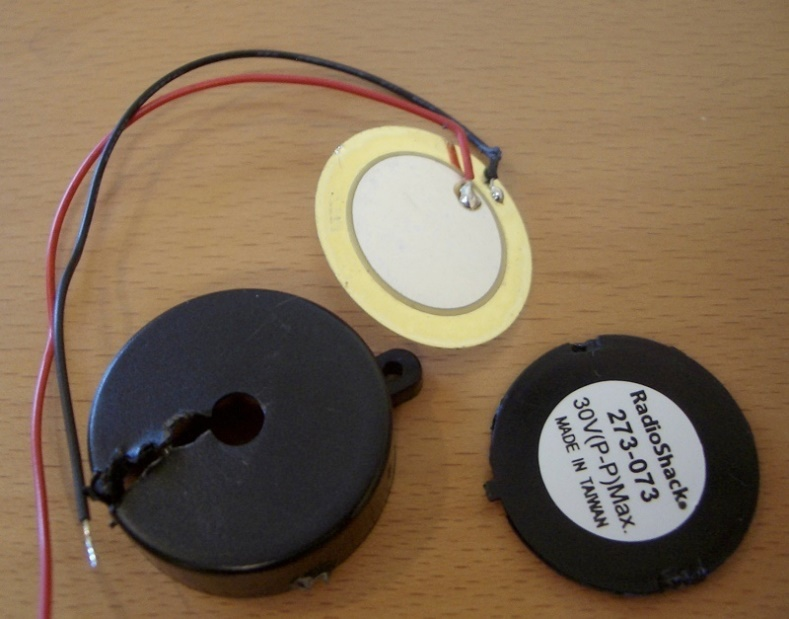 RadioShack®
273-073
30V(P-P)Max.
MADE IN TAIWAN